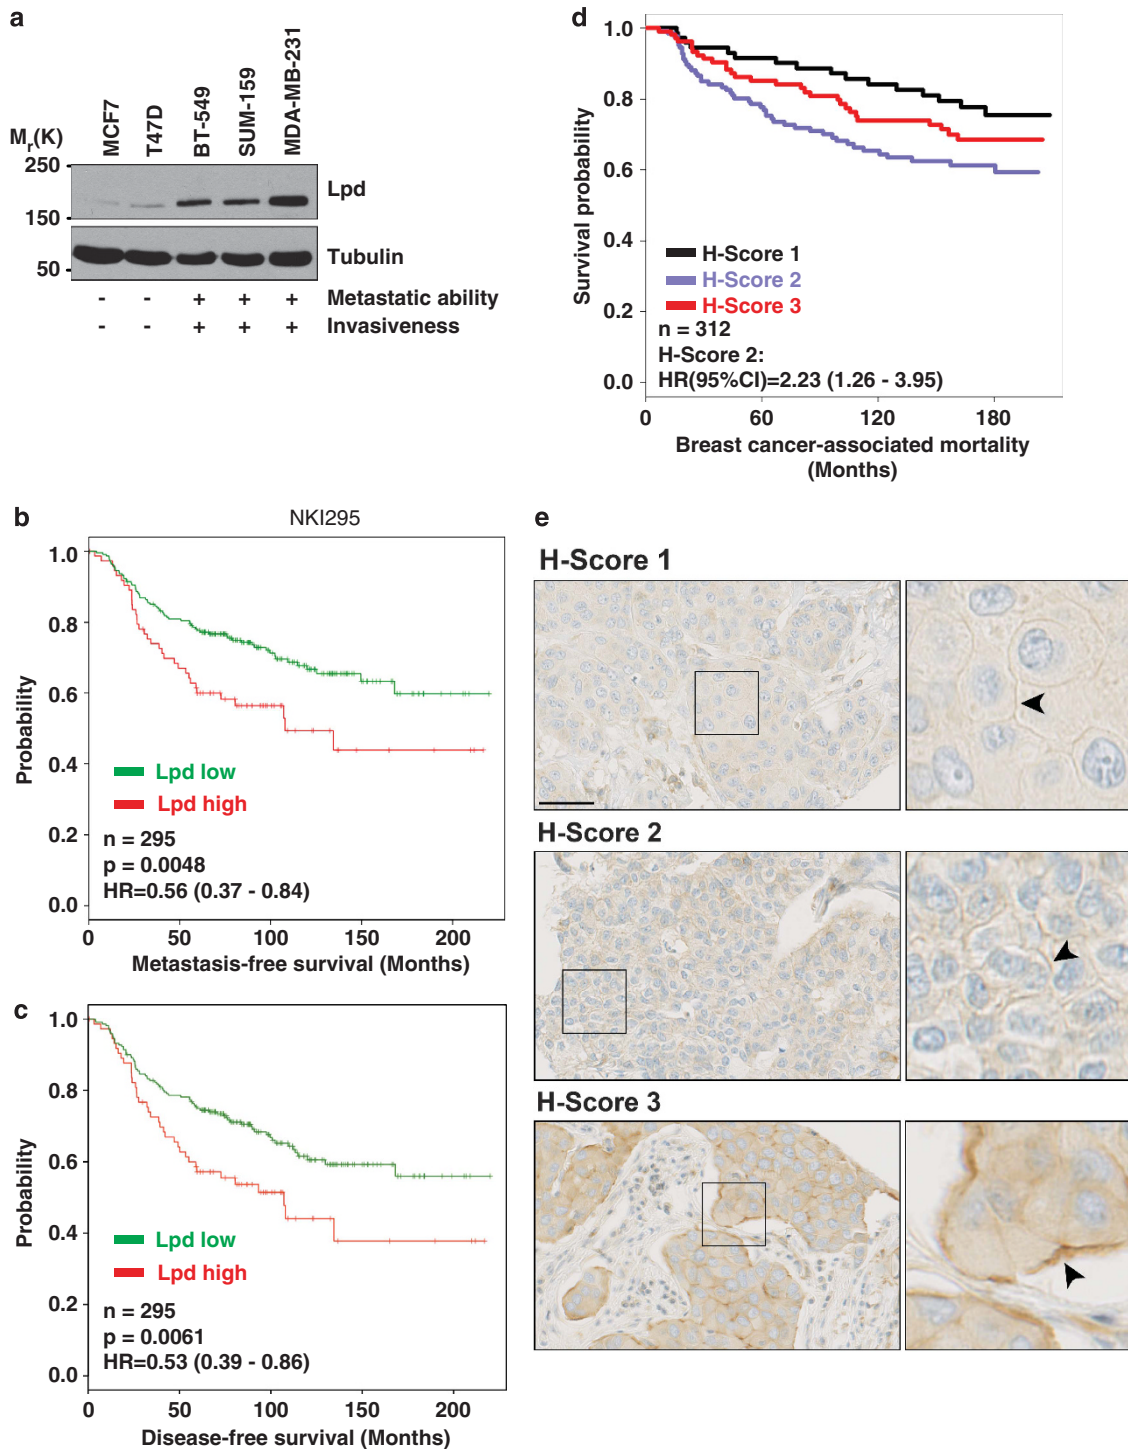 a
MCF7
T47D
BT-549
SUM-159
MDA-MB-231
Mr(K)
250
150
Lpd
50
Tubulin
- - + + + Metastatic ability
- - + + + Invasiveness
d
Survival probability
1.0
0.8
0.6
0.4
0.2
0.0
H-Score 1
H-Score 2
H-Score 3
n = 312
H-Score 2:
HR(95%CI)=2.23 (1.26 - 3.95)
0 60 120 180
Breast cancer-associated mortality
(Months)
b
NKI295
Probability
1.0
0.8
0.6
0.4
0.2
0.0
Lpd low
Lpd high
n = 295
p = 0.0048
HR=0.56 (0.37 - 0.84)
0 50 100 150 200
Metastasis-free survival (Months)
c
Probability
1.0
0.8
0.6
0.4
0.2
0.0
Lpd low
Lpd high
n = 295
p = 0.0061
HR=0.53 (0.39 - 0.86)
0 50 100 150 200
Disease-free survival (Months)
e
H-Score 1
H-Score 2
H-Score 3